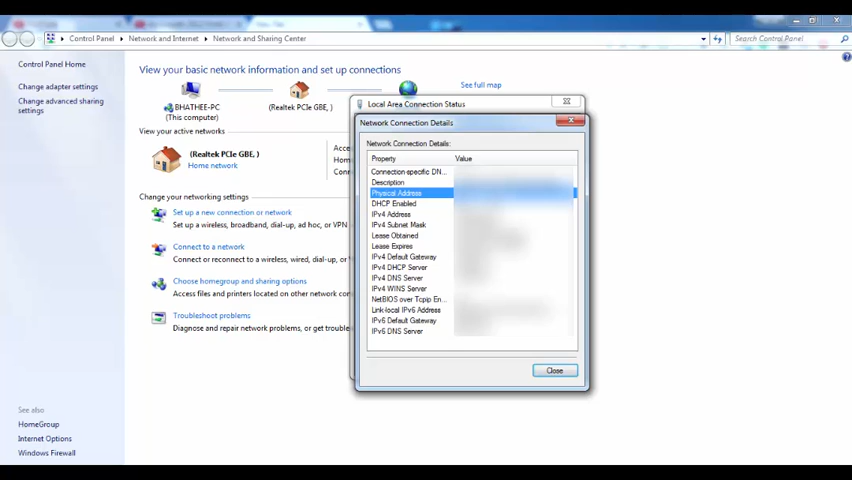 Control Panel
Network and Internet
Network and Sharing Center
Search Control Panel
Control Panel Home
Change adapter settings
Change advanced sharing
settings
View your basic network information and set up connections
See full map
BHATHEE-PC
(This computer)
(Realtek PCIe GBE, )
View your active networks
(Realtek PCIe GBE, )
Home network
Acce
Hom
Conn
Change your networking settings
Set up a new connection or network
Set up a wireless, broadband, dial-up, ad hoc, or VPN
Connect to a network
Connect or reconnect to a wireless, wired, dial-up,
Choose homegroup and sharing options
Access files and printers located on other network con
Troubleshoot problems
Diagnose and repair network problems, or get trouble
See also
HomeGroup
Internet Options
Windows Firewall
Local Area Connection Status
Network Connection Details
Network Connection Details:
Property Value
Connection-specific DN...
Description
Physical Address
DHCP Enabled
IPv4 Address
IPv4 Subnet Mask
Lease Obtained
Lease Expires
IPv4 Default Gateway
IPv4 DHCP Server
IPv4 DNS Server
IPv4 WINS Server
NetBIOS over Tcpip En...
Link-local IPv6 Address
IPv6 Default Gateway
IPv6 DNS Server
Close